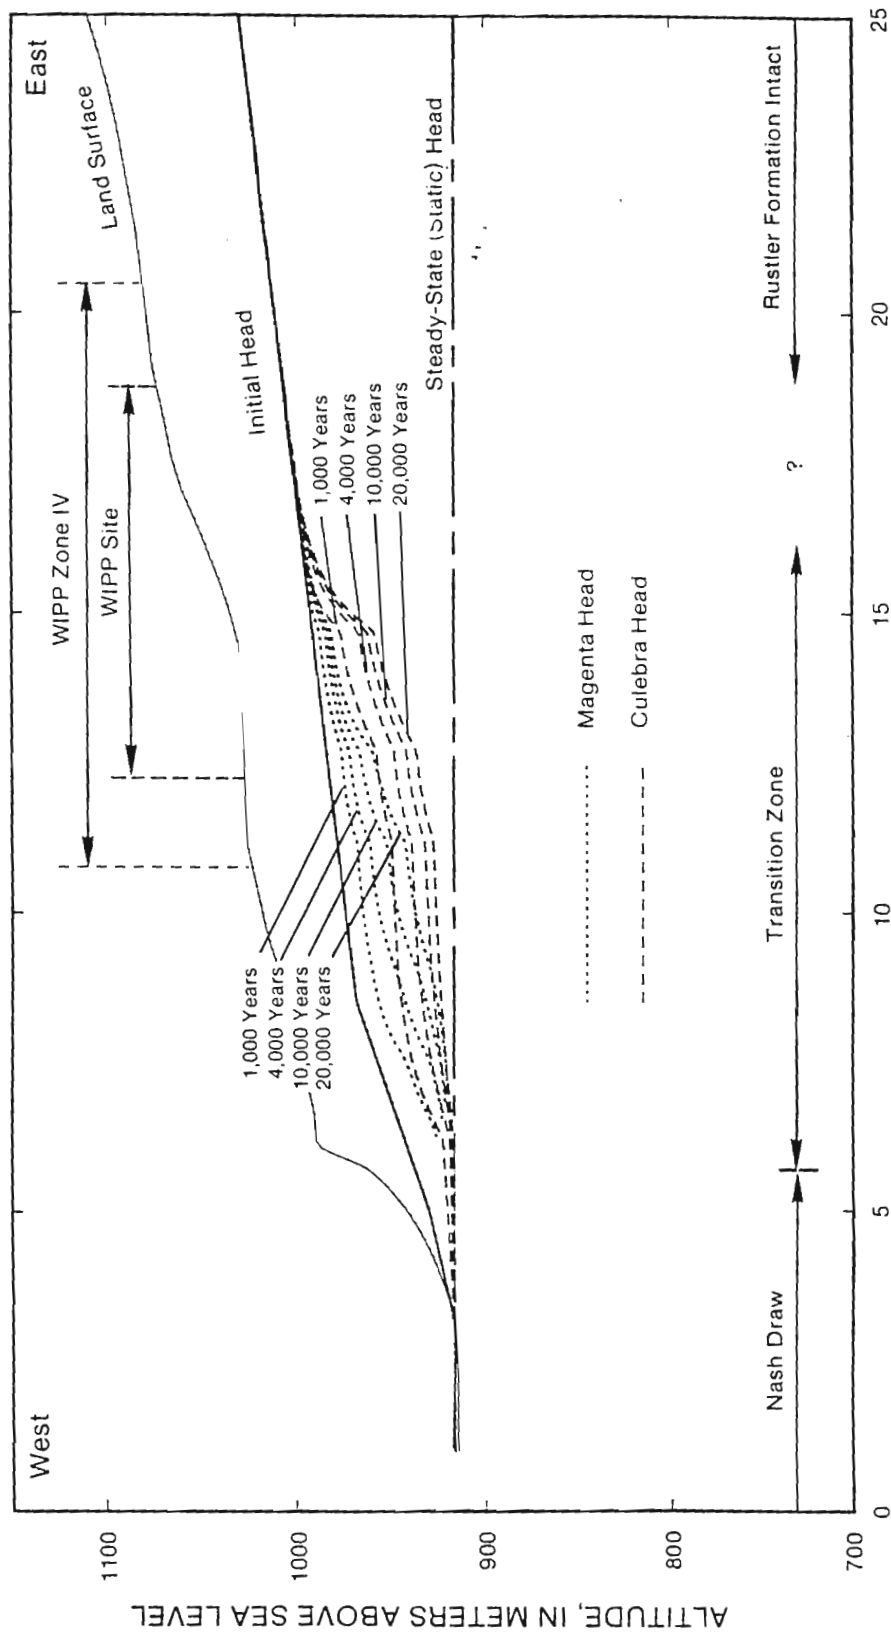 West
East
Land Surface
WIPP Zone IV
WIPP Site
Initial Head
1,000 Years
4,000 Years
10,000 Years
20,000 Years
1,000 Years
4,000 Years
10,000 Years
20,000 Years
Steady-State (Static) Head
Magenta Head
Culebra Head
Nash Draw
Transition Zone
?
Rustler Formation Intact
ALTITUDE, IN METERS ABOVE SEA LEVEL
1100
1000
900
800
700
0
5
10
15
20
25